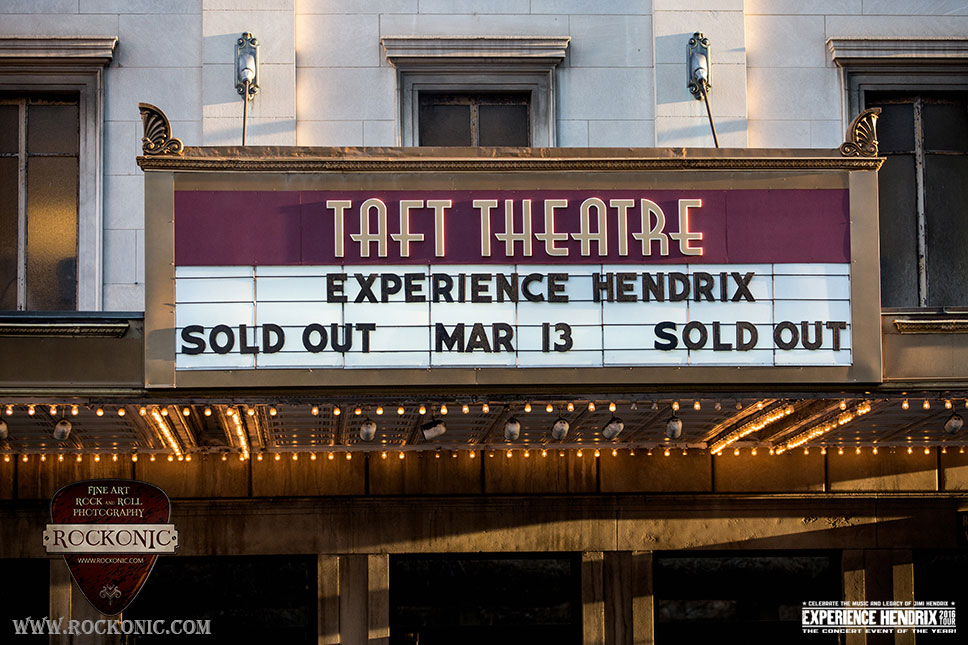 TAFT THEATRE
EXPERIENCE HENDRIX
SOLD OUT MAR 13 SOLD OUT
FINE ART
ROCK AND ROLL
PHOTOGRAPHY
ROCKONIC
WWW.ROCKONIC.COM
WWW.ROCKONIC.COM
CELEBRATE THE MUSIC AND LEGACY OF JIMI HENDRIX
EXPERIENCE HENDRIX 2016 TOUR
THE CONCERT EVENT OF THE YEAR!